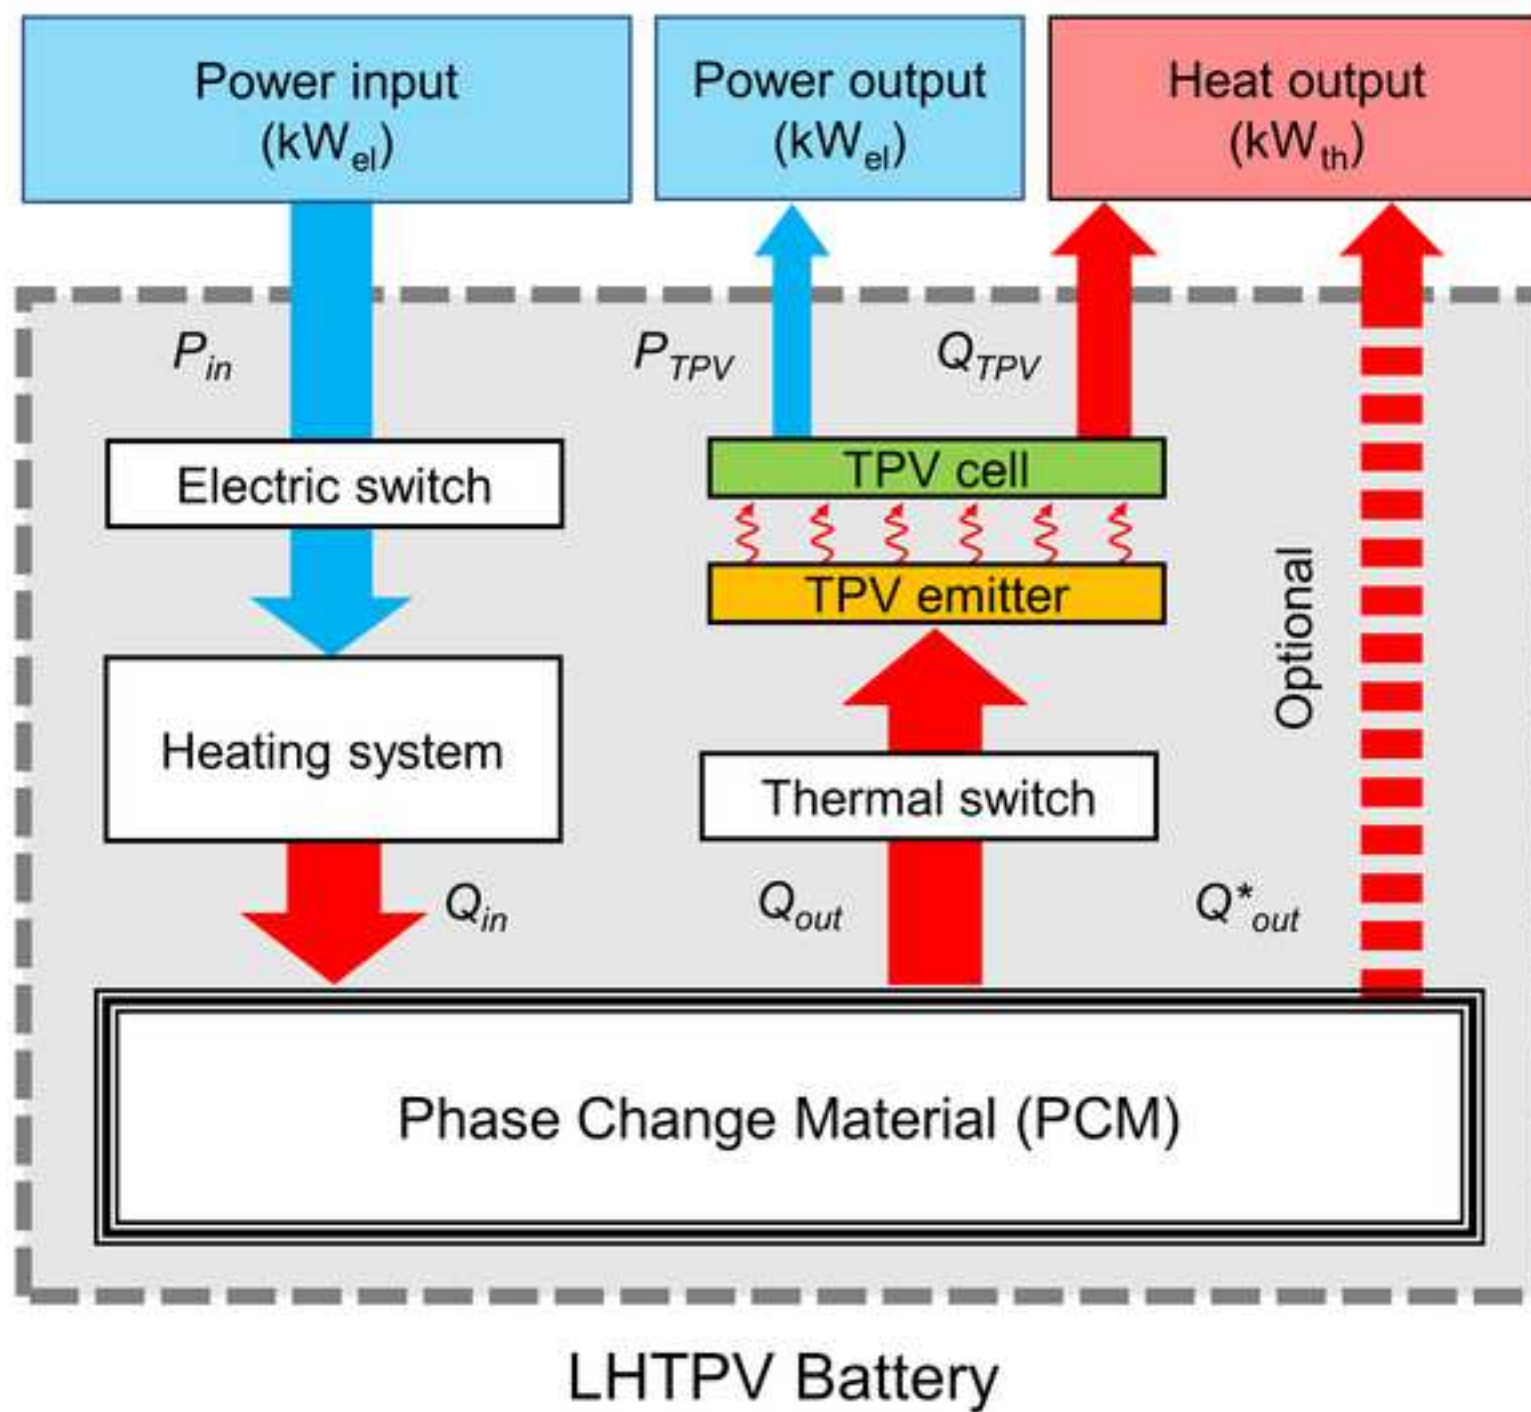 Power input
(kWel)
Power output
(kWel)
Heat output
(kWth)
Pin
PTPV
QTPV
Electric switch
TPV cell
TPV emitter
Optional
Heating system
Thermal switch
Qin
Qout
Q*out
Phase Change Material (PCM)
LHTPV Battery